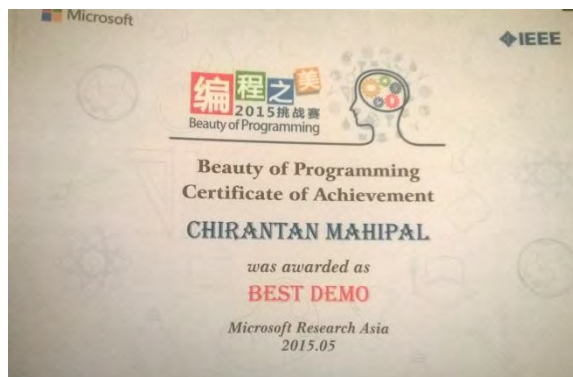 Microsoft
IEEE
编程之美
2015挑战赛
Beauty of Programming
Beauty of Programming
Certificate of Achievement
CHIRANTAN MAHIPAL
was awarded as
BEST DEMO
Microsoft Research Asia
2015.05